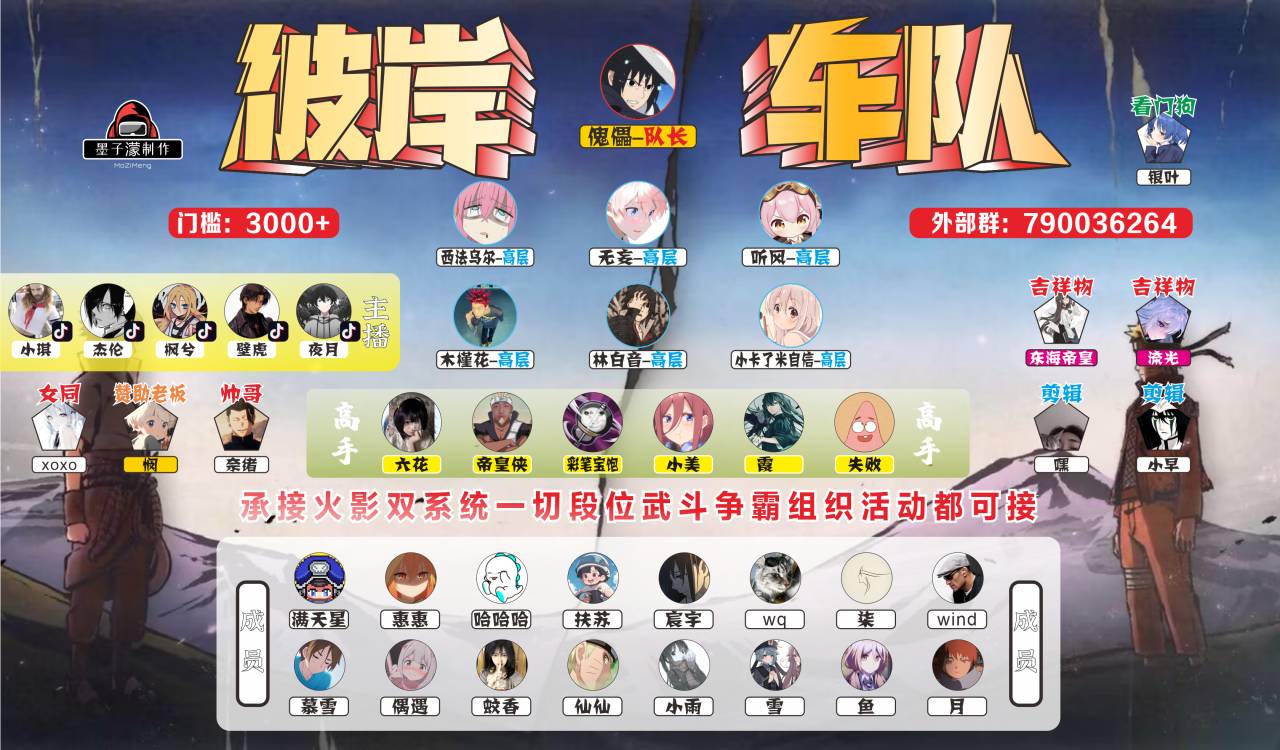 彼岸
车队
傀儡-队长
墨子濛制作
MoZiMeng
看门狗
银叶
门槛：3000+
外部群：790036264
西法乌尔-高层
无妄-高层
听风-高层
木槿花-高层
林白音-高层
小卡了米自信-高层
主播
小琪
杰伦
枫兮
壁虎
夜月
吉祥物
东海帝皇
吉祥物
流光
女同
xoxo
赞助老板
悯
帅哥
奈绪
高手
六花
帝皇侠
彩笔宝饱
小美
霞
失败
高手
剪辑
嘿
剪辑
小早
承接火影双系统一切段位武斗争霸组织活动都可接
成员
满天星
惠惠
哈哈哈
扶苏
宸宇
wq
柒
wind
慕雪
偶遇
蚊香
仙仙
小雨
雪
鱼
月
成员